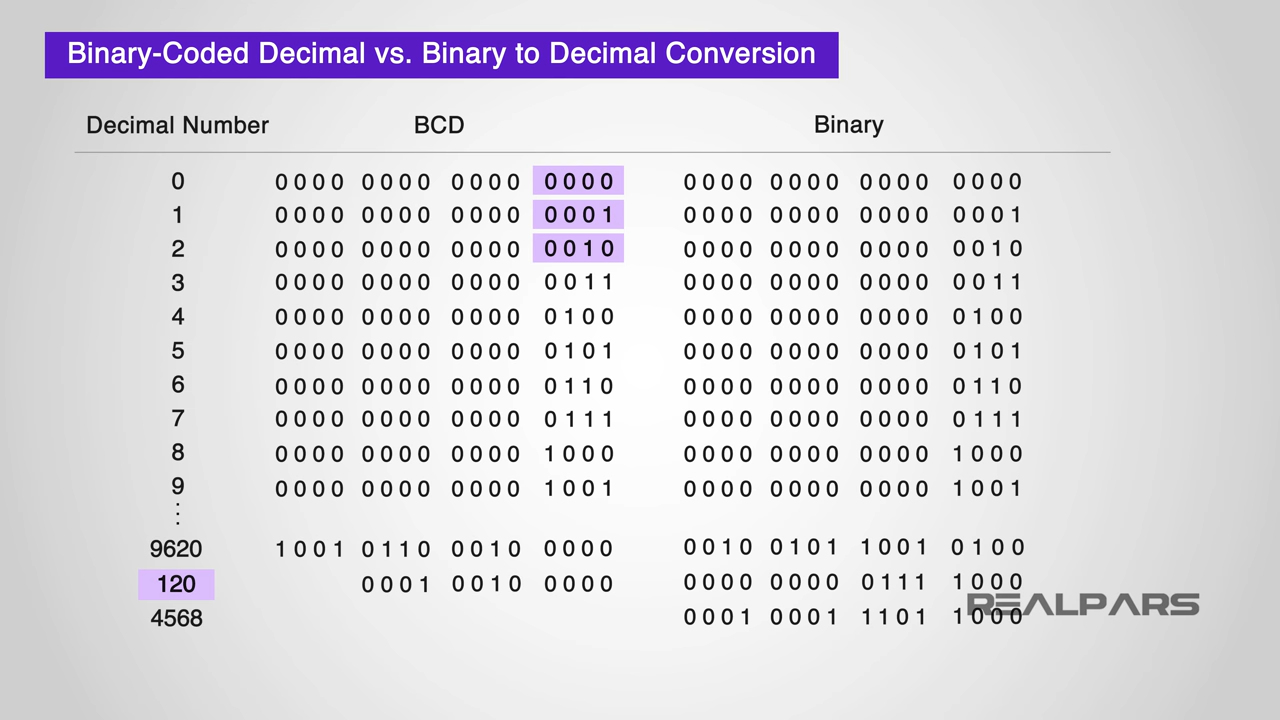 Binary-Coded Decimal vs. Binary to Decimal Conversion
Decimal Number BCD Binary
0 0000 0000 0000 0000 0000 0000 0000 0000
1 0000 0000 0000 0001 0000 0000 0000 0001
2 0000 0000 0000 0010 0000 0000 0000 0010
3 0000 0000 0000 0011 0000 0000 0000 0011
4 0000 0000 0000 0100 0000 0000 0000 0100
5 0000 0000 0000 0101 0000 0000 0000 0101
6 0000 0000 0000 0110 0000 0000 0000 0110
7 0000 0000 0000 0111 0000 0000 0000 0111
8 0000 0000 0000 1000 0000 0000 0000 1000
9 0000 0000 0000 1001 0000 0000 0000 1001
⋮
9620 1001 0110 0010 0000 0010 0101 1001 0100
120 0001 0010 0000 0000 0000 0111 1000
4568 0001 0001 1101 1000
REALPARS